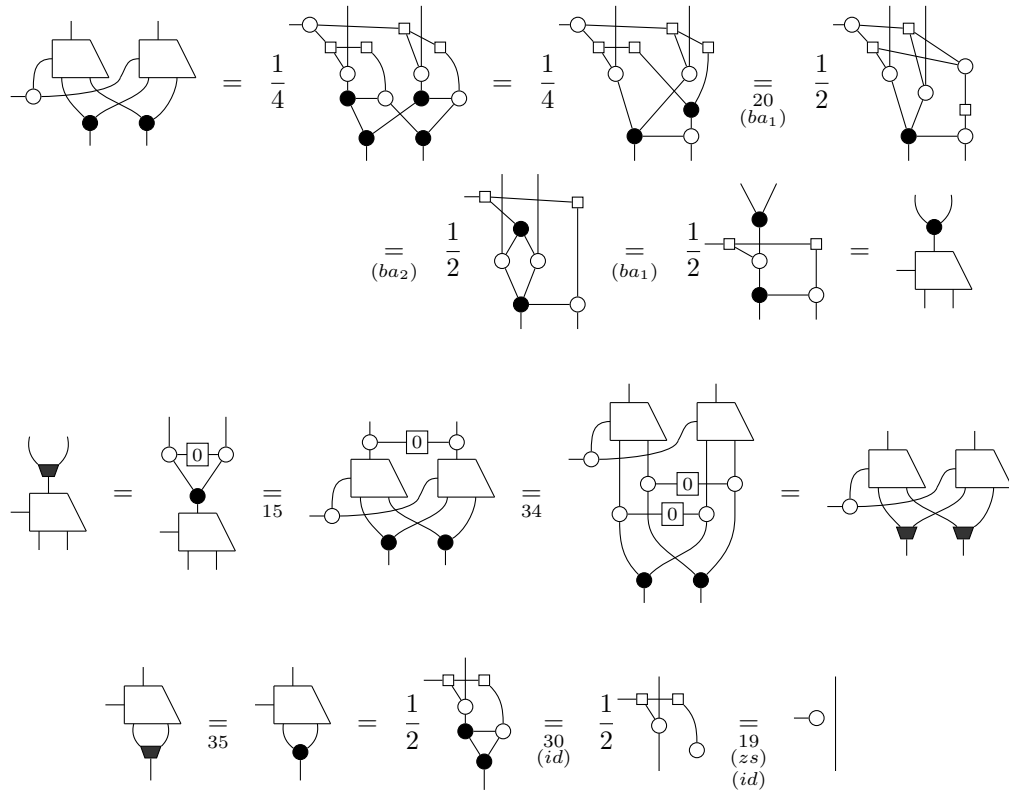 = 1/4 = 1/4 = 20 (ba₁) 1/2
= (ba₂) 1/2 = (ba₁) 1/2 =
= 0 = 15 0 = 34 0 0 =
= 35 = 1/2 = 30 (id) 1/2 = 19 (zs) (id)